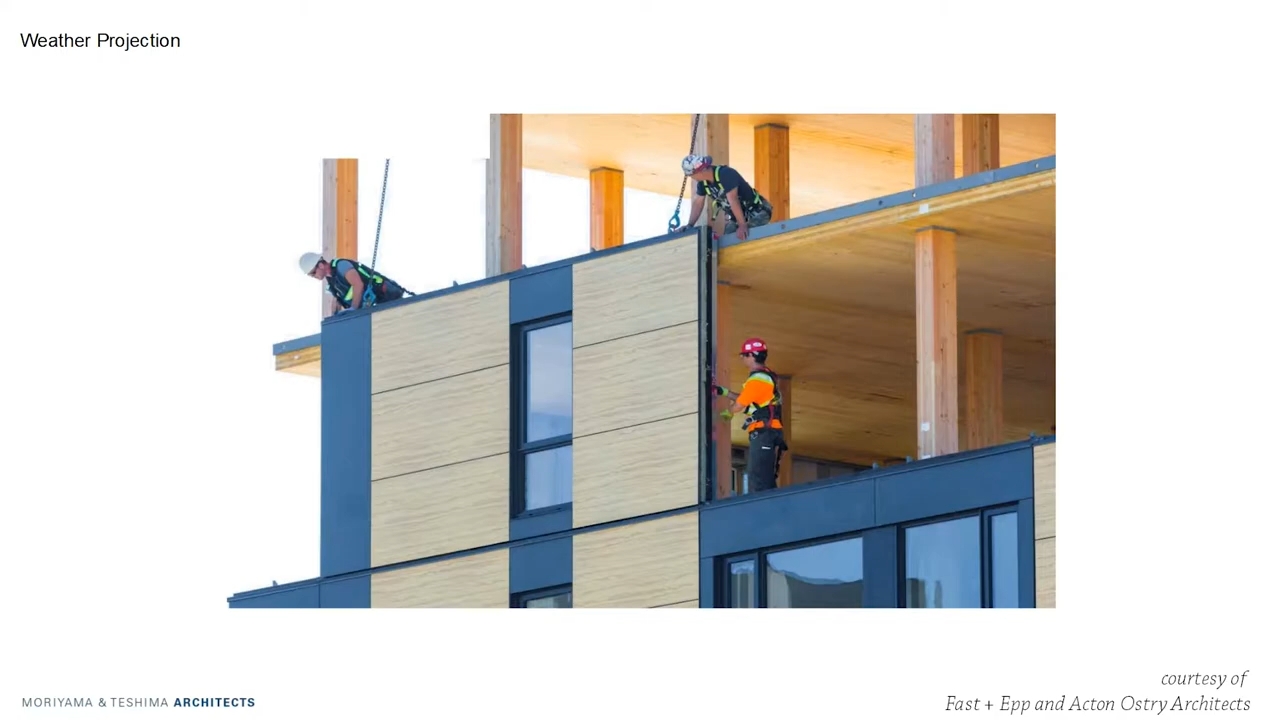 Weather Projection
courtesy of
Fast + Epp and Acton Ostry Architects
MORIYAMA & TESHIMA ARCHITECTS